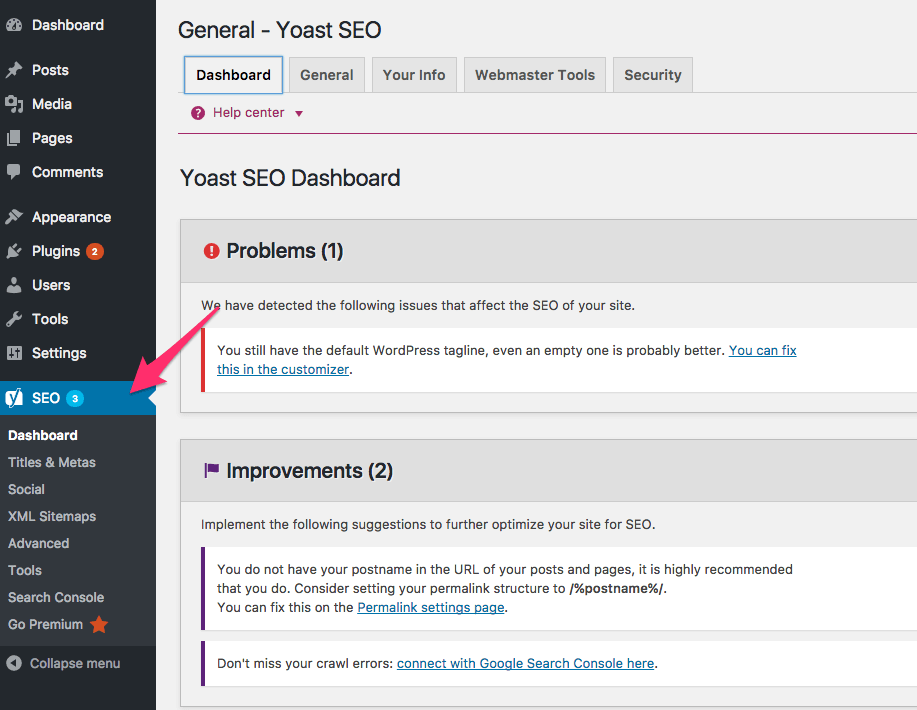 Dashboard
Posts
Media
Pages
Comments
Appearance
Plugins 2
Users
Tools
Settings
SEO 3
Dashboard
Titles & Metas
Social
XML Sitemaps
Advanced
Tools
Search Console
Go Premium
Collapse menu
General - Yoast SEO
Dashboard General Your Info Webmaster Tools Security
? Help center
Yoast SEO Dashboard
Problems (1)
We have detected the following issues that affect the SEO of your site.
You still have the default WordPress tagline, even an empty one is probably better. You can fix
this in the customizer.
Improvements (2)
Implement the following suggestions to further optimize your site for SEO.
You do not have your postname in the URL of your posts and pages, it is highly recommended
that you do. Consider setting your permalink structure to /%postname%/.
You can fix this on the Permalink settings page.
Don't miss your crawl errors: connect with Google Search Console here.